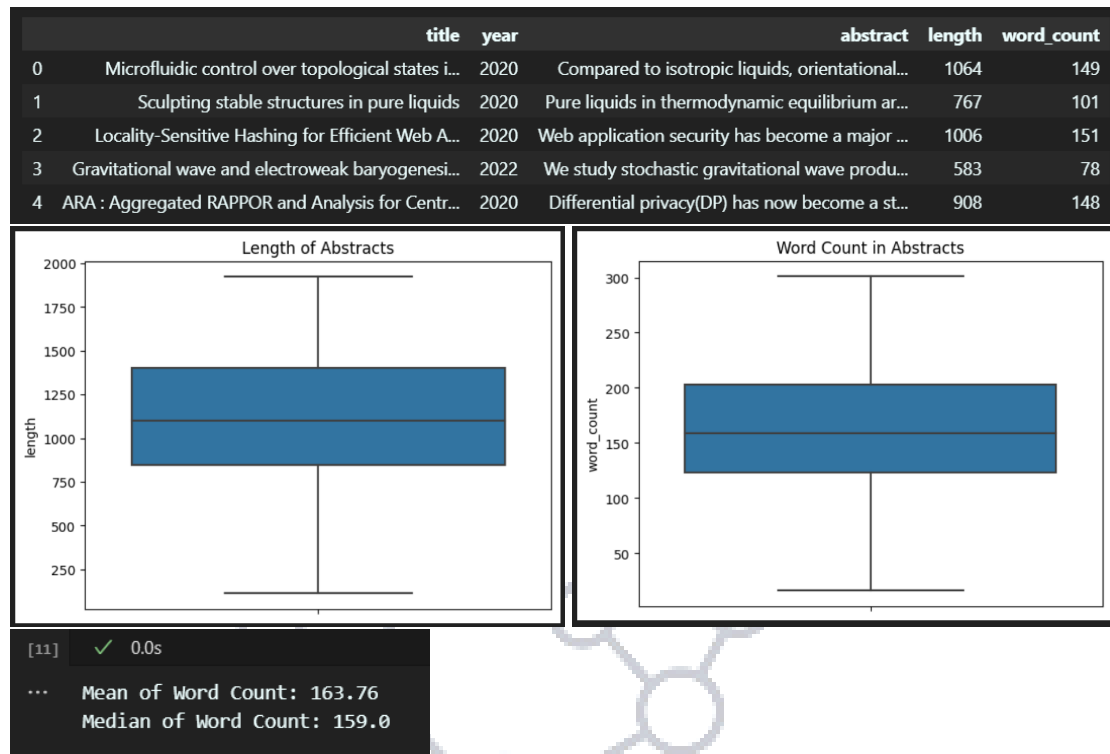 title year abstract length word_count
0 Microfluidic control over topological states i... 2020 Compared to isotropic liquids, orientational... 1064 149
1 Sculpting stable structures in pure liquids 2020 Pure liquids in thermodynamic equilibrium ar... 767 101
2 Locality-Sensitive Hashing for Efficient Web A... 2020 Web application security has become a major ... 1006 151
3 Gravitational wave and electroweak baryogenesi... 2022 We study stochastic gravitational wave produ... 583 78
4 ARA : Aggregated RAPPOR and Analysis for Centr... 2020 Differential privacy(DP) has now become a st... 908 148
Length of Abstracts
2000
1750
1500
1250
1000
750
500
250
length
Word Count in Abstracts
300
250
200
150
100
50
word_count
[11] ✓ 0.0s
... Mean of Word Count: 163.76
Median of Word Count: 159.0